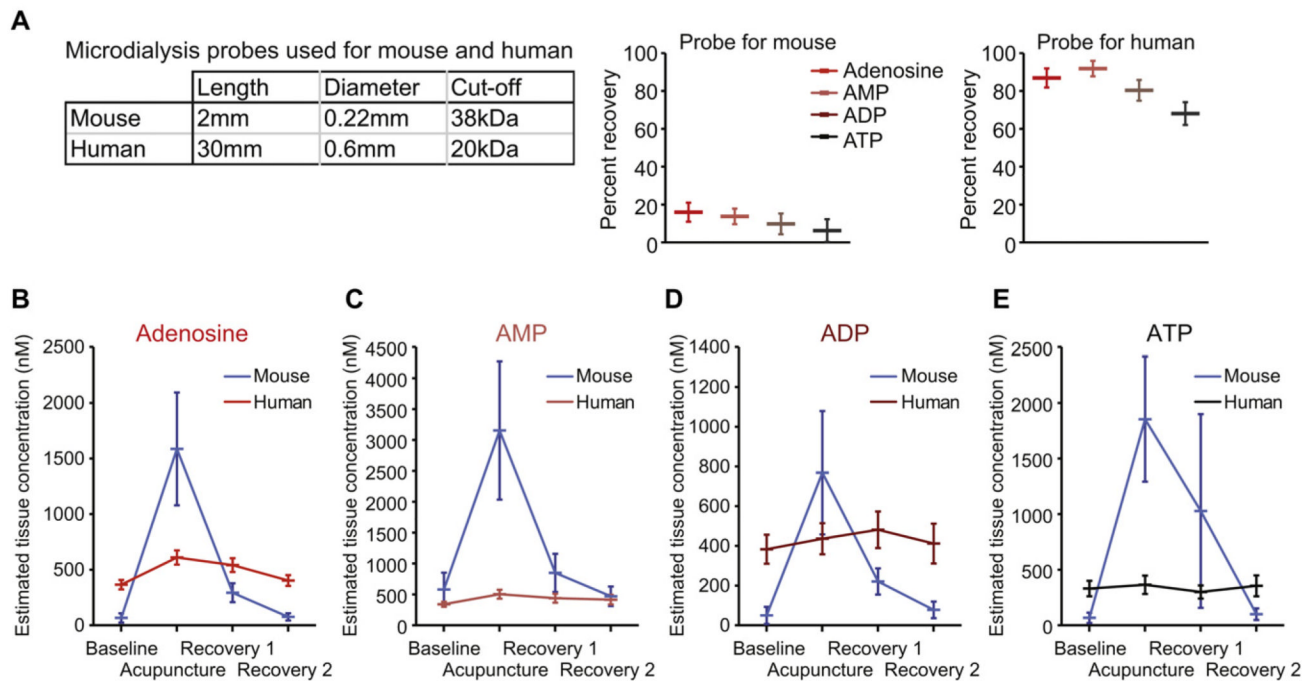 A
Microdialysis probes used for mouse and human
Length Diameter Cut-off
Mouse 2mm 0.22mm 38kDa
Human 30mm 0.6mm 20kDa
Probe for mouse
Percent recovery
100
80
60
40
20
0
Adenosine
AMP
ADP
ATP
Probe for human
Percent recovery
100
80
60
40
20
0
B
Adenosine
Estimated tissue concentration (nM)
2500
2000
1500
1000
500
0
Mouse
Human
Baseline Recovery 1
Acupuncture Recovery 2
C
AMP
Estimated tissue concentration (nM)
4500
4000
3500
3000
2500
2000
1500
1000
500
0
Mouse
Human
Baseline Recovery 1
Acupuncture Recovery 2
D
ADP
Estimated tissue concentration (nM)
1400
1200
1000
800
600
400
200
0
Mouse
Human
Baseline Recovery 1
Acupuncture Recovery 2
E
ATP
Estimated tissue concentration (nM)
2500
2000
1500
1000
500
0
Mouse
Human
Baseline Recovery 1
Acupuncture Recovery 2